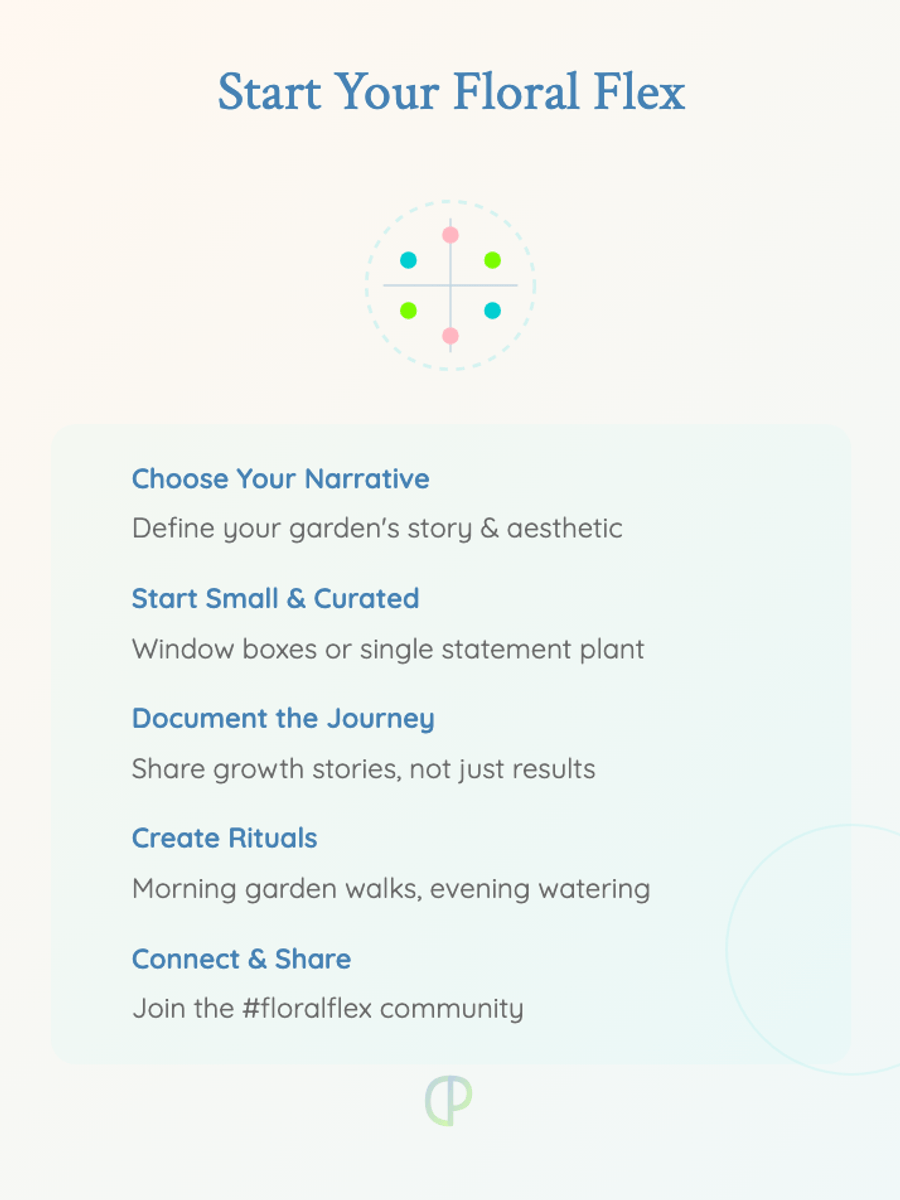 Start Your Floral Flex
Choose Your Narrative
Define your garden's story & aesthetic
Start Small & Curated
Window boxes or single statement plant
Document the Journey
Share growth stories, not just results
Create Rituals
Morning garden walks, evening watering
Connect & Share
Join the #floralflex community